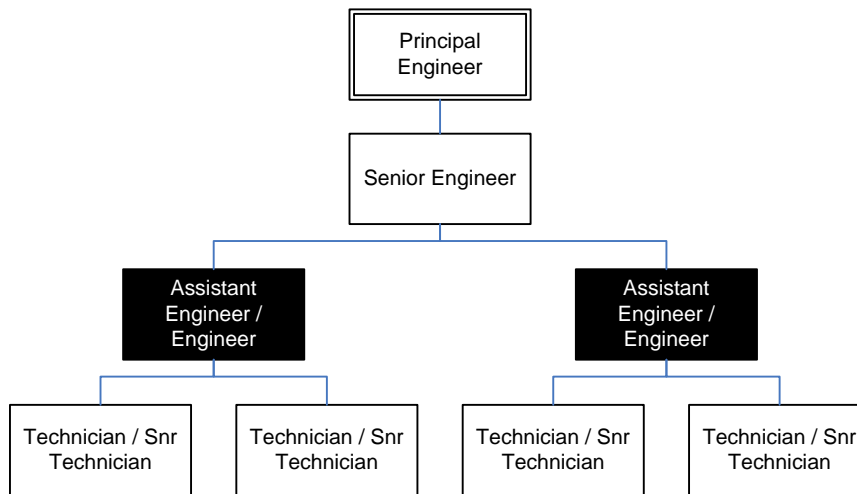 Principal
Engineer
Senior Engineer
Assistant
Engineer /
Engineer
Assistant
Engineer /
Engineer
Technician / Snr
Technician
Technician / Snr
Technician
Technician / Snr
Technician
Technician / Snr
Technician